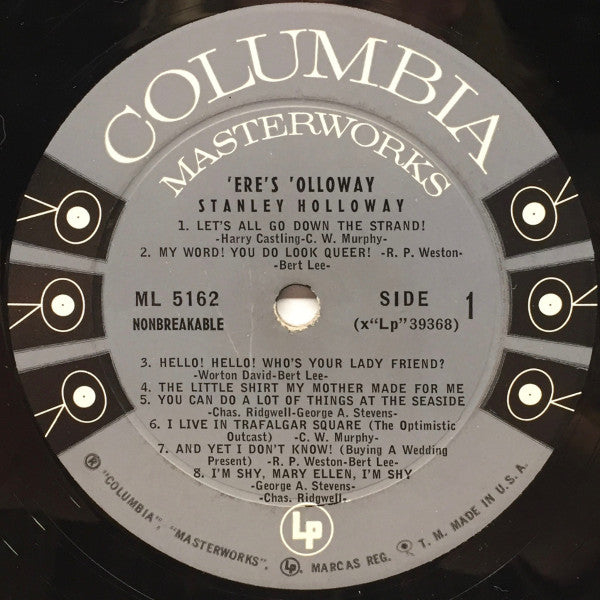 COLUMBIA
MASTERWORKS
'ERE'S 'OLLOWAY
STANLEY HOLLOWAY
1. LET'S ALL GO DOWN THE STRAND!
-Harry Castling-C. W. Murphy-
2. MY WORD! YOU DO LOOK QUEER! -R. P. Weston-
-Bert Lee-
ML 5162
NONBREAKABLE
SIDE 1
(x"Lp"39368)
3. HELLO! HELLO! WHO'S YOUR LADY FRIEND?
-Worton David-Bert Lee-
4. THE LITTLE SHIRT MY MOTHER MADE FOR ME
5. YOU CAN DO A LOT OF THINGS AT THE SEASIDE
-Chas. Ridgwell-George A. Stevens-
6. I LIVE IN TRAFALGAR SQUARE (The Optimistic
Outcast) -C. W. Murphy-
7. AND YET I DON'T KNOW! (Buying A Wedding
Present) -R. P. Weston-Bert Lee-
8. I'M SHY, MARY ELLEN, I'M SHY
-George A. Stevens-
-Chas. Ridgwell-
Lp
® "COLUMBIA", "MASTERWORKS", Lp. MARCAS REG. ® T. M. MADE IN U.S.A.